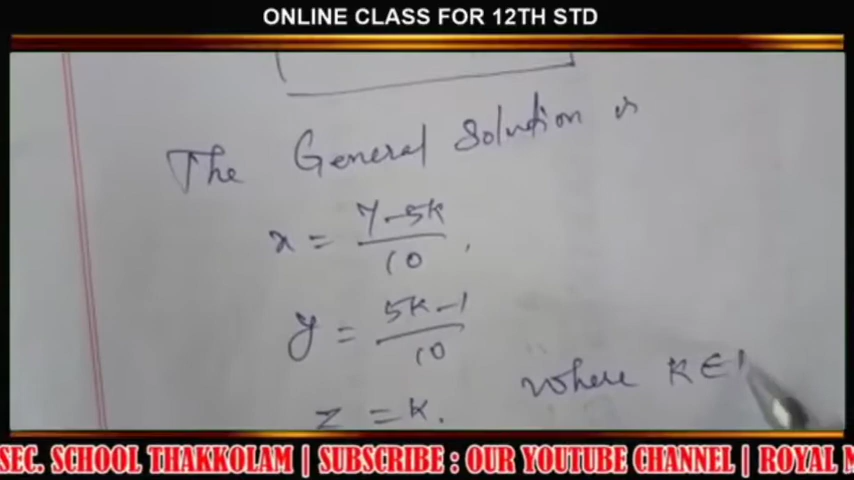 ONLINE CLASS FOR 12TH STD
The General Solution is
x = 7-5k/10 ,
y = 5k-1/10
z = k. where k ∈
SEC. SCHOOL THAKKOLAM | SUBSCRIBE : OUR YOUTUBE CHANNEL | ROYAL M